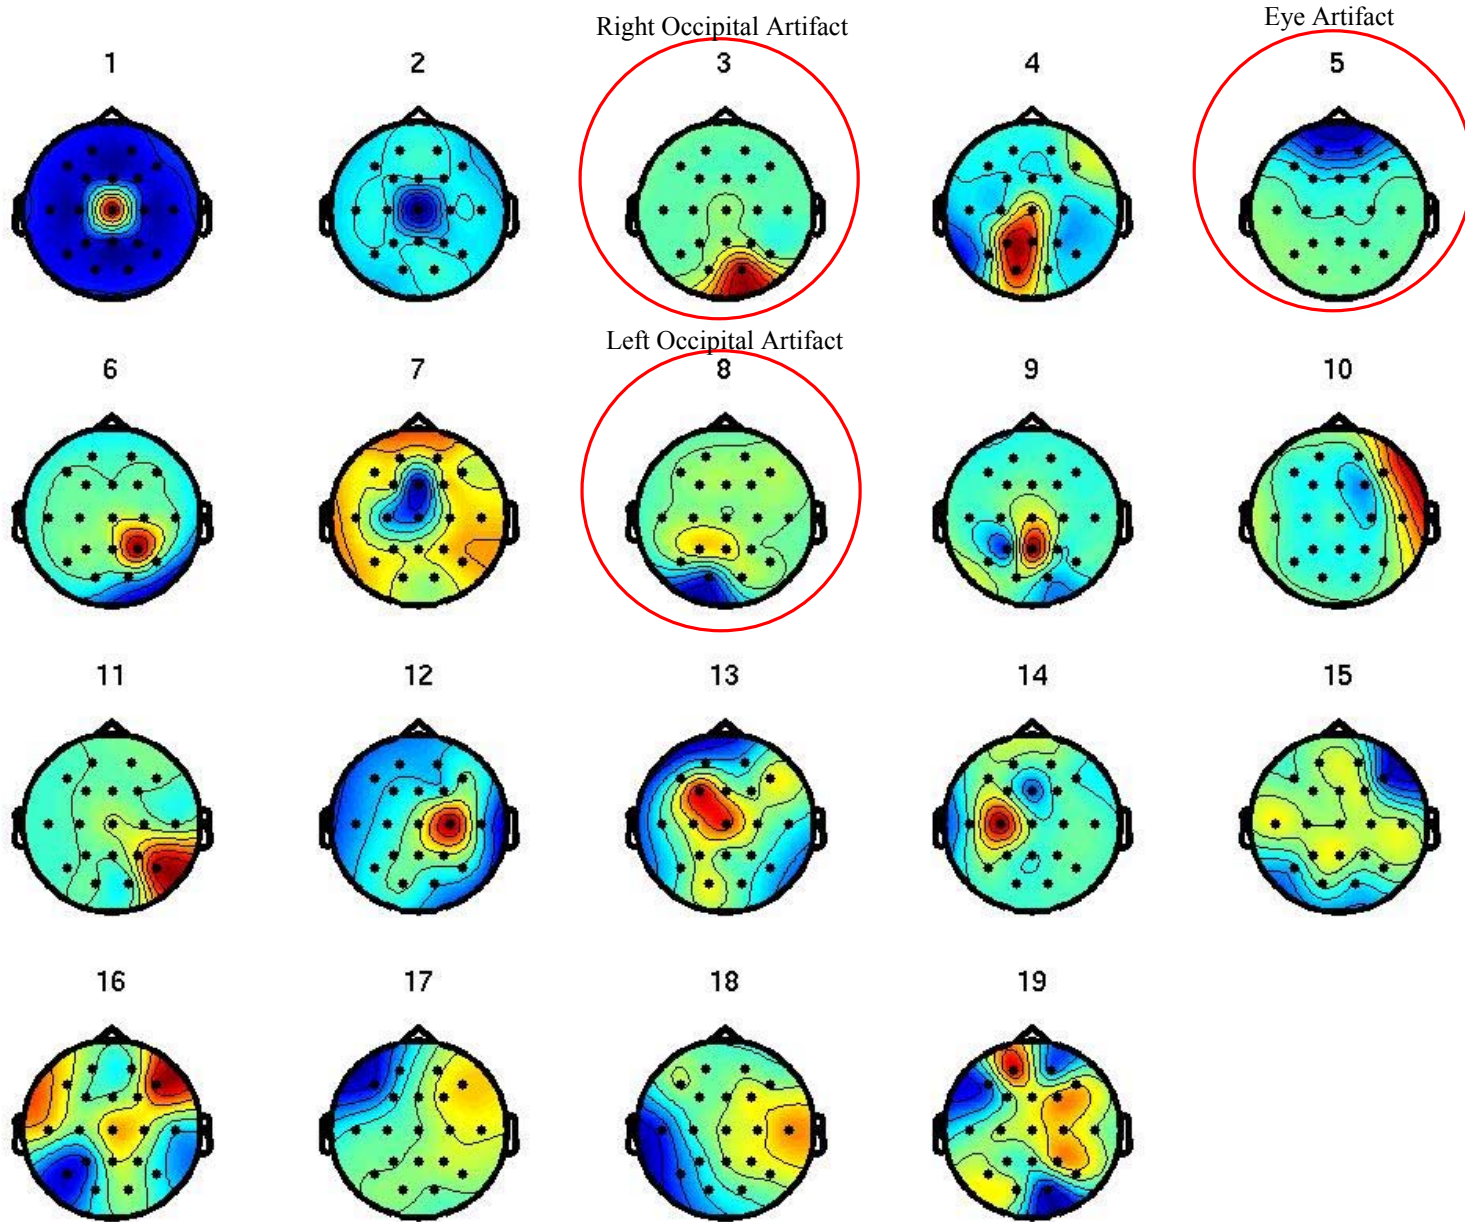 Right Occipital Artifact
Eye Artifact
1 2 3 4 5
Left Occipital Artifact
6 7 8 9 10
11 12 13 14 15
16 17 18 19